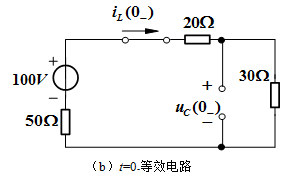 i_L(0_)
20Ω
+
100V
−
+
u_C(0_)
−
30Ω
50Ω
（b）t=0-等效电路